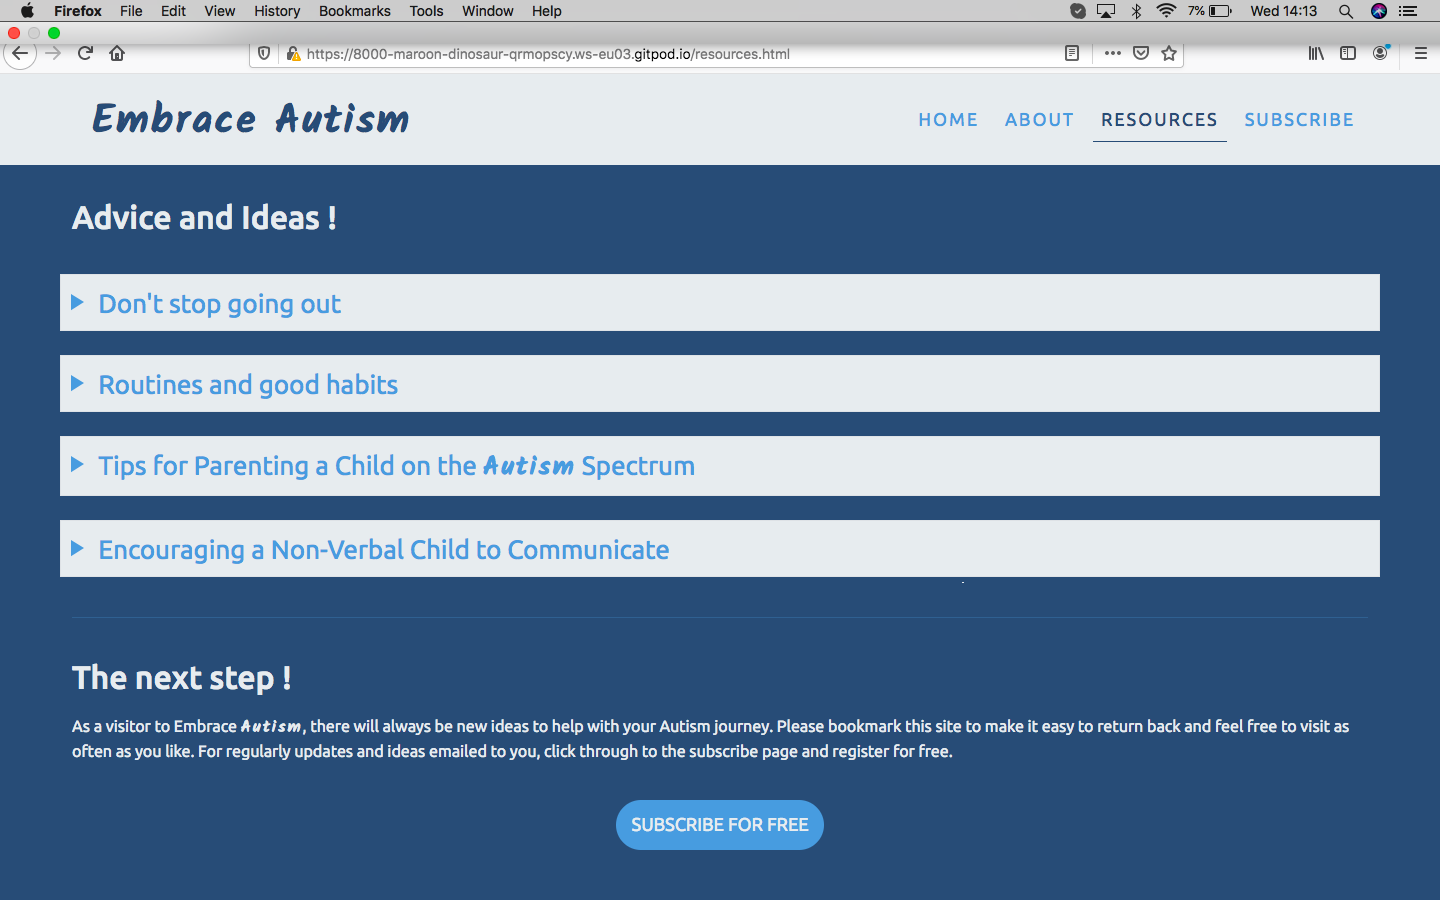 Firefox File Edit View History Bookmarks Tools Window Help 7% Wed 14:13
https://8000-maroon-dinosaur-qrmopscy.ws-eu03.gitpod.io/resources.html
Embrace Autism HOME ABOUT RESOURCES SUBSCRIBE
Advice and Ideas !
Don't stop going out
Routines and good habits
Tips for Parenting a Child on the Autism Spectrum
Encouraging a Non-Verbal Child to Communicate
The next step !
As a visitor to Embrace Autism, there will always be new ideas to help with your Autism journey. Please bookmark this site to make it easy to return back and feel free to visit as
often as you like. For regularly updates and ideas emailed to you, click through to the subscribe page and register for free.
SUBSCRIBE FOR FREE